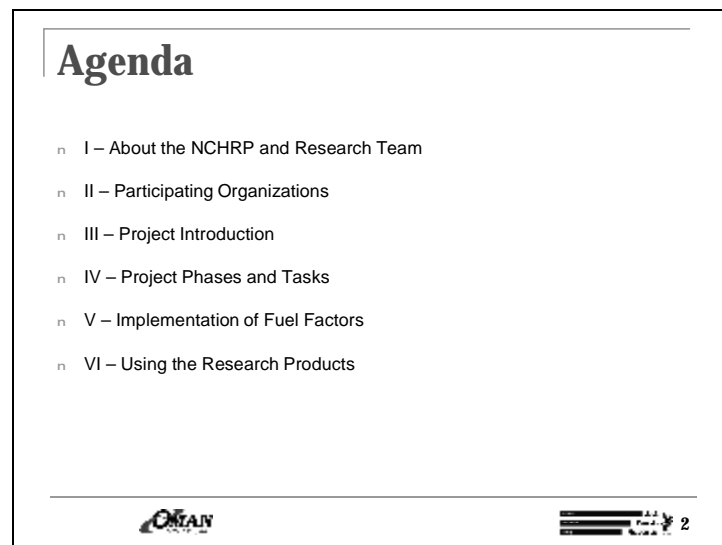 Agenda
n I – About the NCHRP and Research Team
n II – Participating Organizations
n III – Project Introduction
n IV – Project Phases and Tasks
n V – Implementation of Fuel Factors
n VI – Using the Research Products
OMAN
2